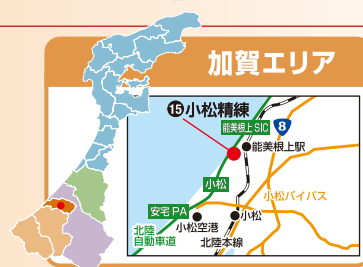 加賀エリア
⑮小松精練
能美根上SIC
8
能美根上駅
小松
小松バイパス
安宅PA
小松空港
小松
北陸
自動車道
北陸本線